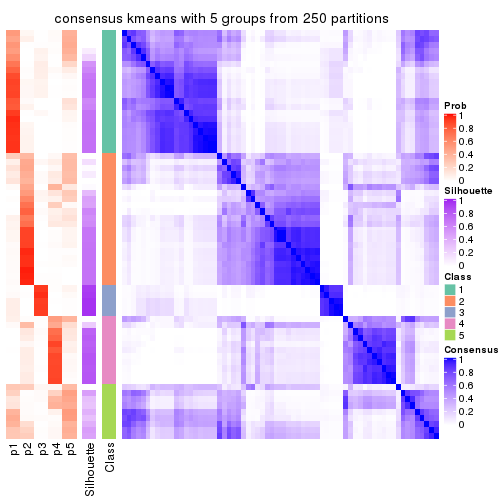 consensus kmeans with 5 groups from 250 partitions
Prob
1
0.8
0.6
0.4
0.2
0
Silhouette
1
0.8
0.6
0.4
0.2
0
Class
1
2
3
4
5
Consensus
1
0.8
0.6
0.4
0.2
0
p1
p2
p3
p4
p5
Silhouette
Class